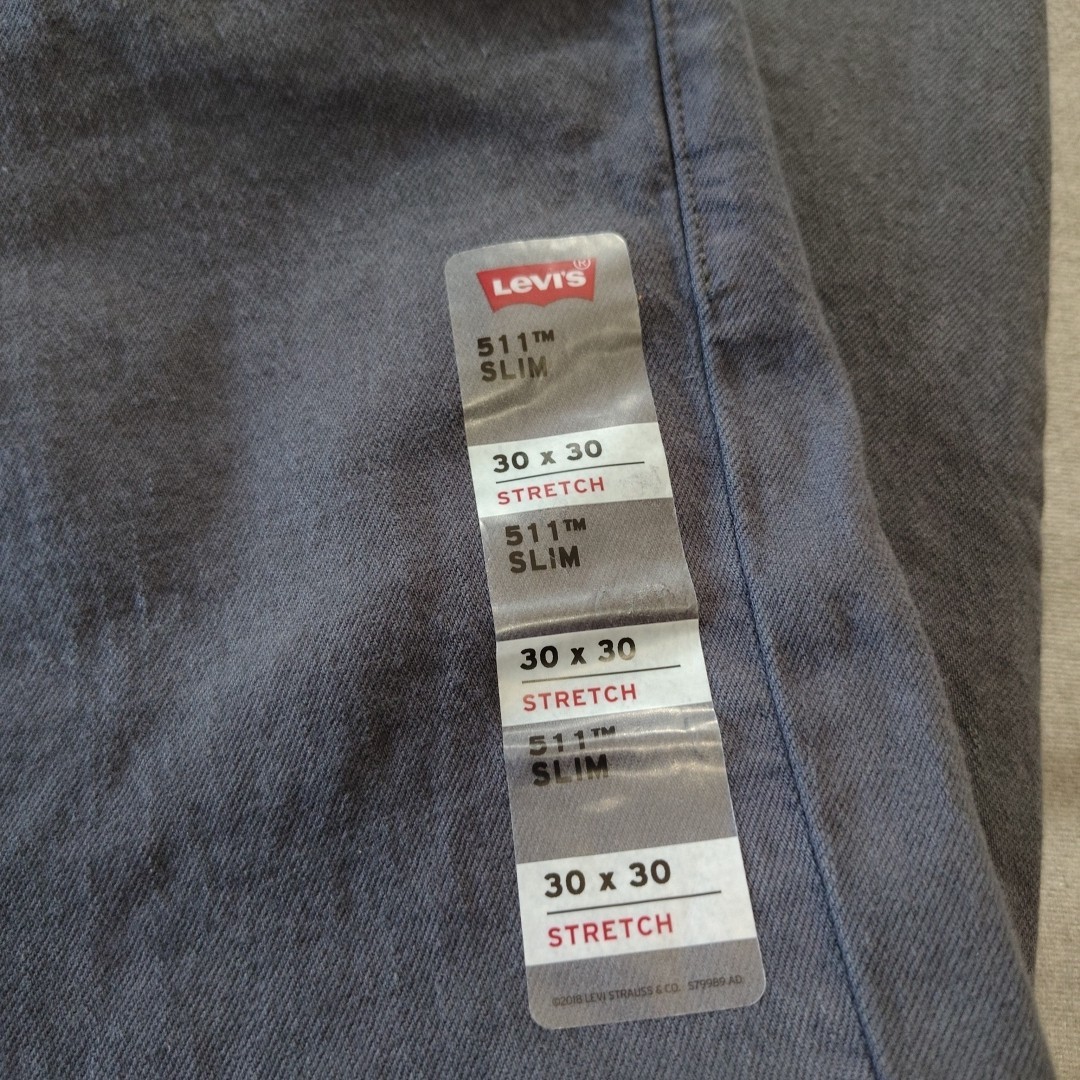 Levi's®
511™
SLIM
30 x 30
STRETCH
511™
SLIM
30 x 30
STRETCH
511™
SLIM
30 x 30
STRETCH
©2018 LEVI STRAUSS & CO. S79989 AD.